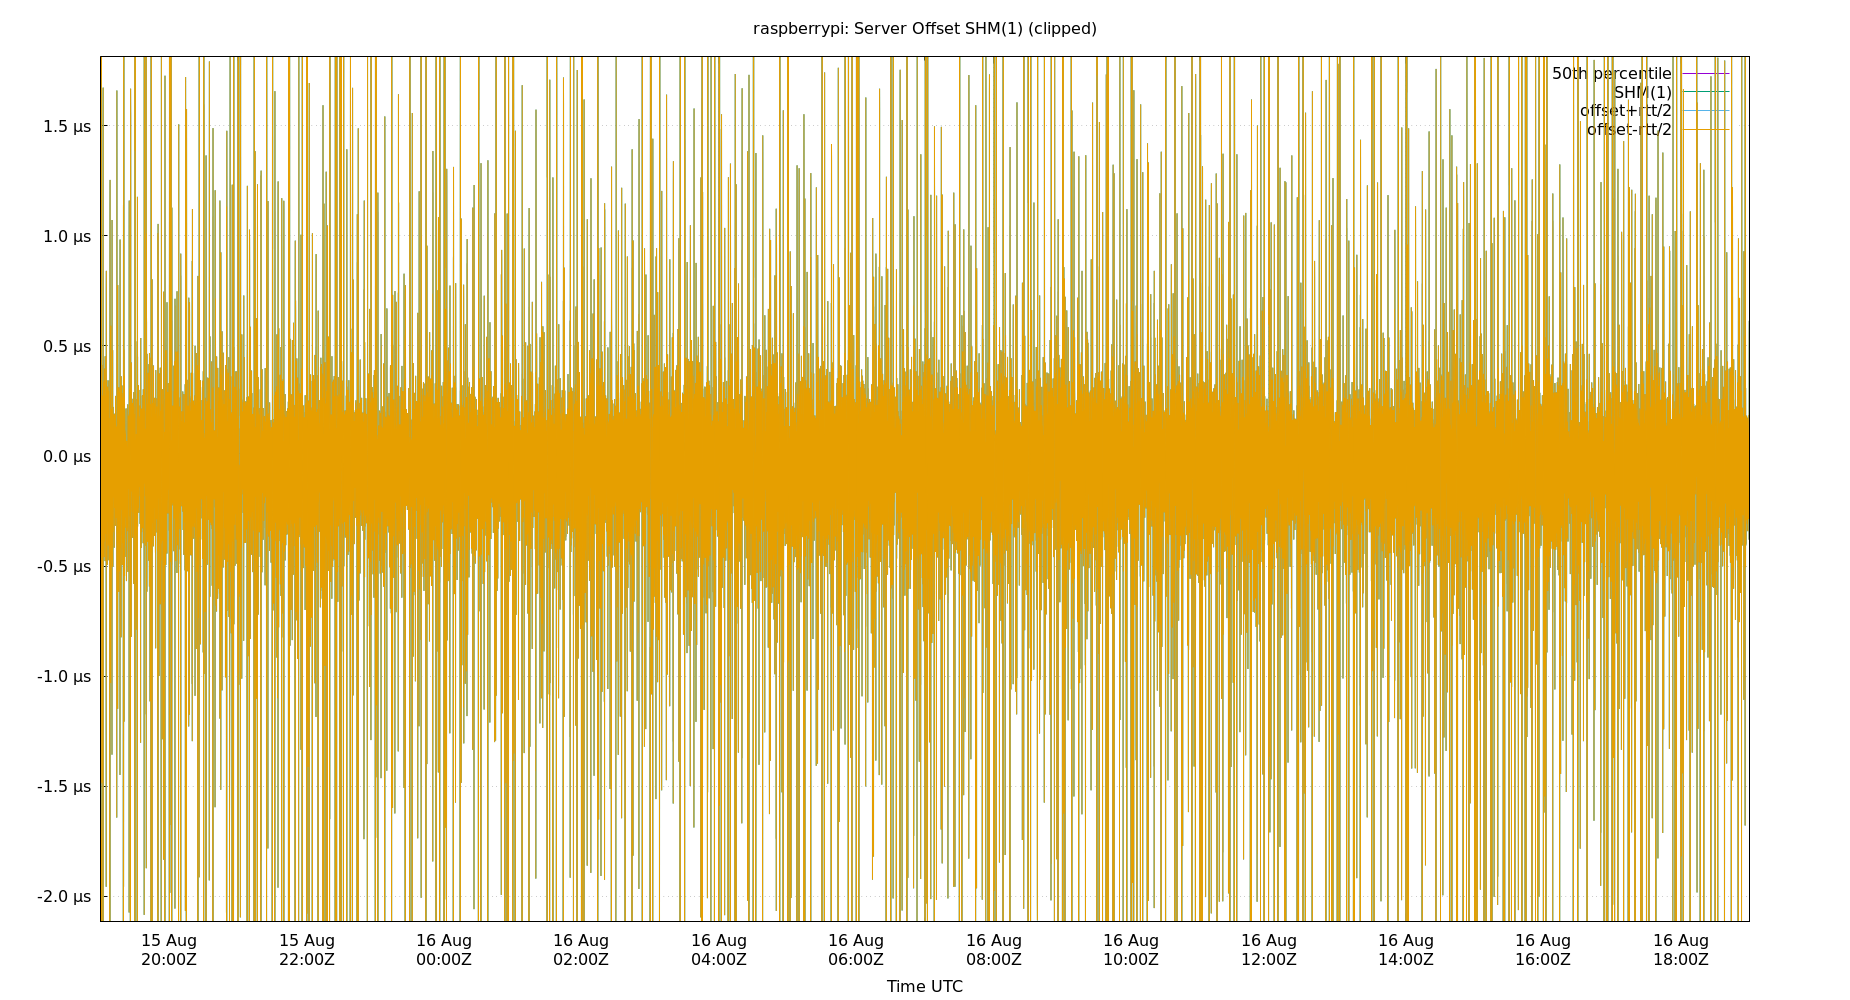 raspberrypi: Server Offset SHM(1) (clipped)
50th percentile
SHM(1)
offset+rtt/2
offset-rtt/2
1.5 µs
1.0 µs
0.5 µs
0.0 µs
-0.5 µs
-1.0 µs
-1.5 µs
-2.0 µs
15 Aug 15 Aug 16 Aug 16 Aug 16 Aug 16 Aug 16 Aug 16 Aug 16 Aug 16 Aug 16 Aug 16 Aug
20:00Z 22:00Z 00:00Z 02:00Z 04:00Z 06:00Z 08:00Z 10:00Z 12:00Z 14:00Z 16:00Z 18:00Z
Time UTC